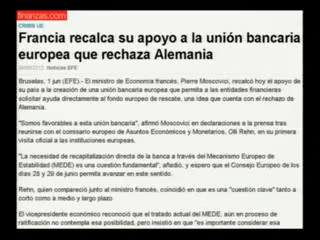 finanzas.com
CRISIS UE
Francia recalca su apoyo a la unión bancaria
europea que rechaza Alemania
Noticias EFE
Bruselas, 1 jun (EFE).- El ministro de Economía francés, Pierre Moscovici, recalcó hoy el apoyo de
su país a la creación de una unión bancaria europea que permita a las entidades financieras
solicitar ayuda directamente al fondo europeo de rescate, una idea que cuenta con el rechazo de
Alemania.
"Somos favorables a esta unión bancaria", afirmó Moscovici en declaraciones a la prensa tras
reunirse con el comisario europeo de Asuntos Económicos y Monetarios, Olli Rehn, en su primera
visita oficial a las instituciones europeas.
"La necesidad de recapitalización directa de la banca a través del Mecanismo Europeo de
Estabilidad (MEDE) es una cuestión fundamental", añadió, y espero que el Consejo Europeo de los
días 28 y 29 de junio permita avanzar en este sentido.
Rehn, quien compareció junto al ministro francés, coincidió en que es una "cuestión clave" tanto a
corto como a medio y largo plazo
El vicepresidente económico reconoció que el tratado actual del MEDE, aún en proceso de
ratificación no contempla esa posibilidad, pero insistió en que "es importante considerar esa